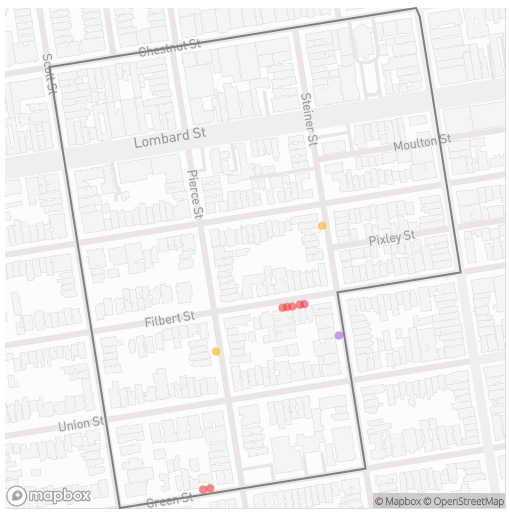 Chestnut St
Scott St
Steiner St
Lombard St
Moulton St
Pierce St
Pixley St
Filbert St
Union St
Green St
mapbox
© Mapbox © OpenStreetMap